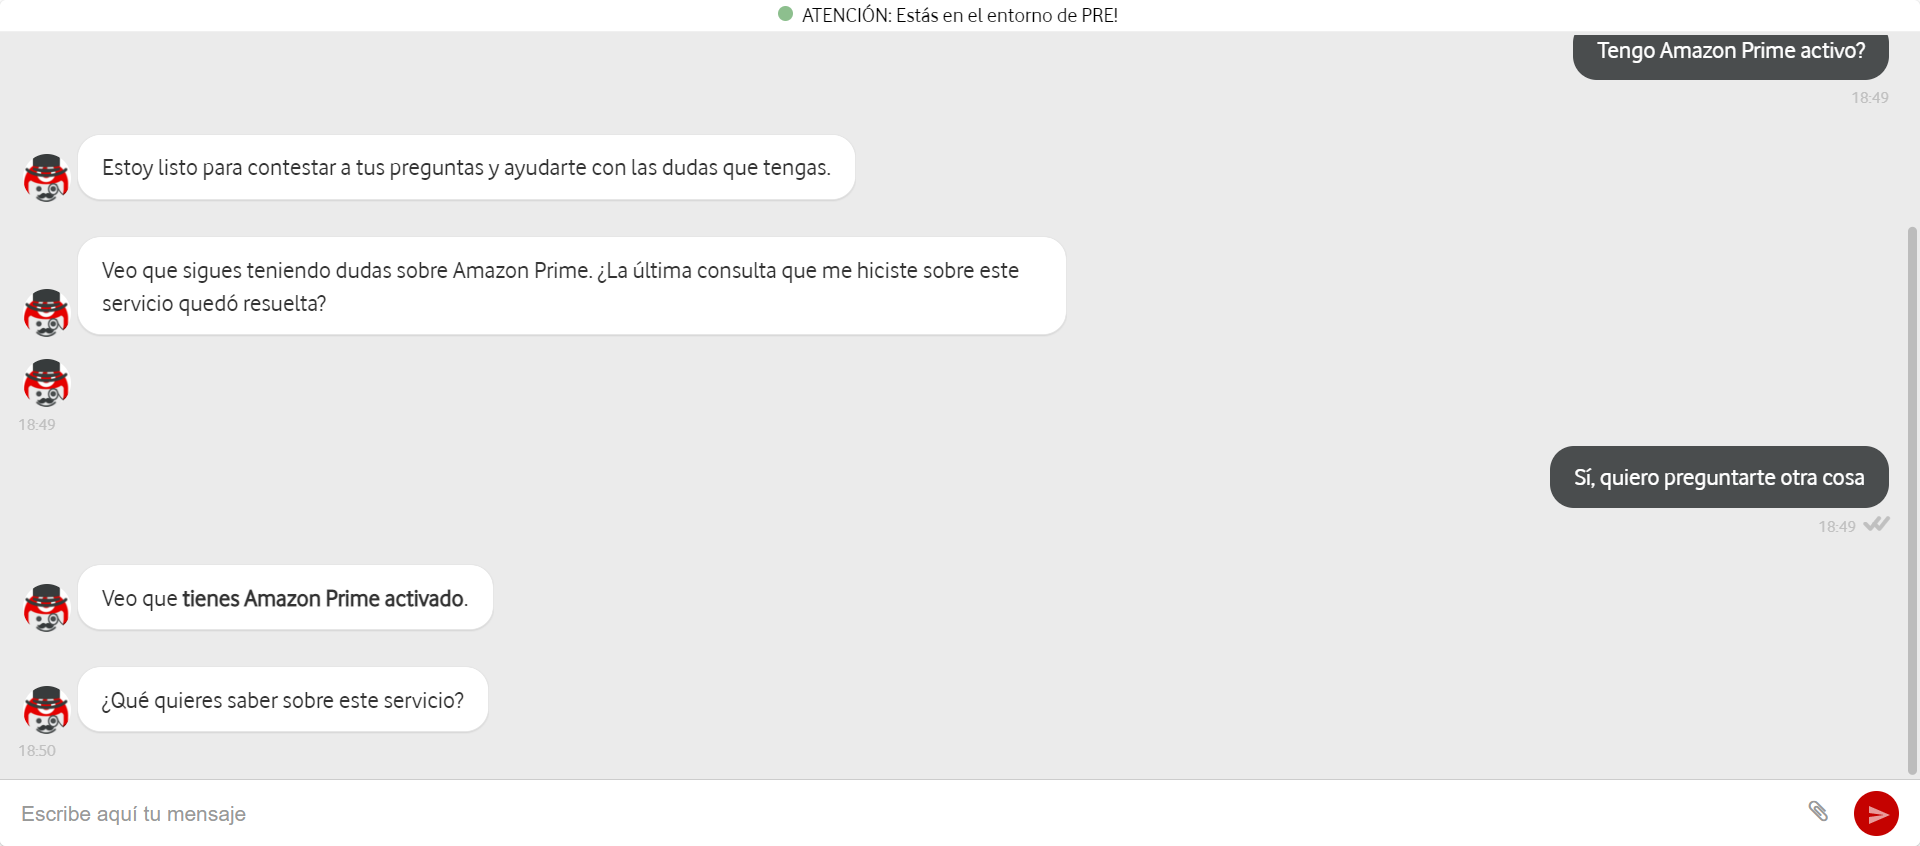 ATENCIÓN: Estás en el entorno de PRE!
Tengo Amazon Prime activo?
18:49
Estoy listo para contestar a tus preguntas y ayudarte con las dudas que tengas.
Veo que sigues teniendo dudas sobre Amazon Prime. ¿La última consulta que me hiciste sobre este
servicio quedó resuelta?
18:49
Sí, quiero preguntarte otra cosa
18:49
Veo que tienes Amazon Prime activado.
¿Qué quieres saber sobre este servicio?
18:50
Escribe aquí tu mensaje